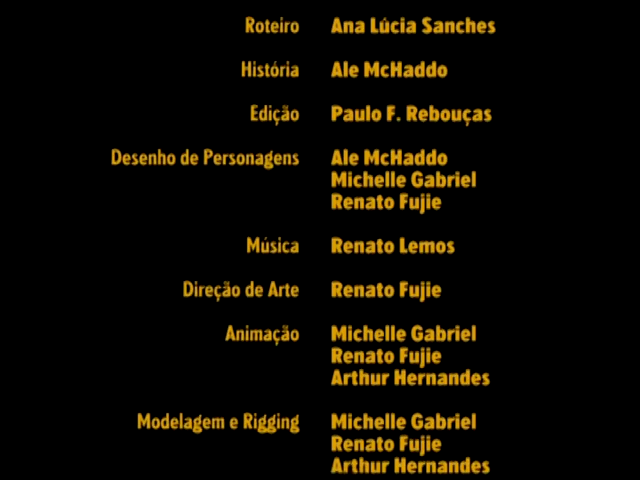 Roteiro Ana Lúcia Sanches
História Ale McHaddo
Edição Paulo F. Rebouças
Desenho de Personagens Ale McHaddo
Michelle Gabriel
Renato Fujie
Música Renato Lemos
Direção de Arte Renato Fujie
Animação Michelle Gabriel
Renato Fujie
Arthur Hernandes
Modelagem e Rigging Michelle Gabriel
Renato Fujie
Arthur Hernandes